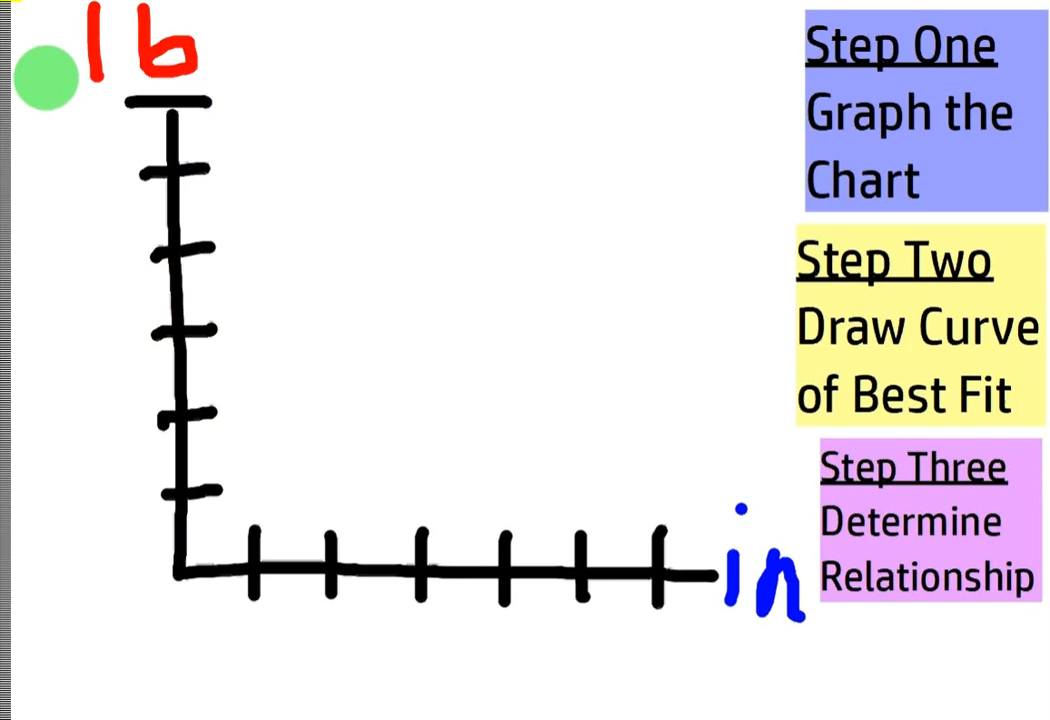 lb
Step One
Graph the
Chart
Step Two
Draw Curve
of Best Fit
Step Three
Determine
Relationship
in